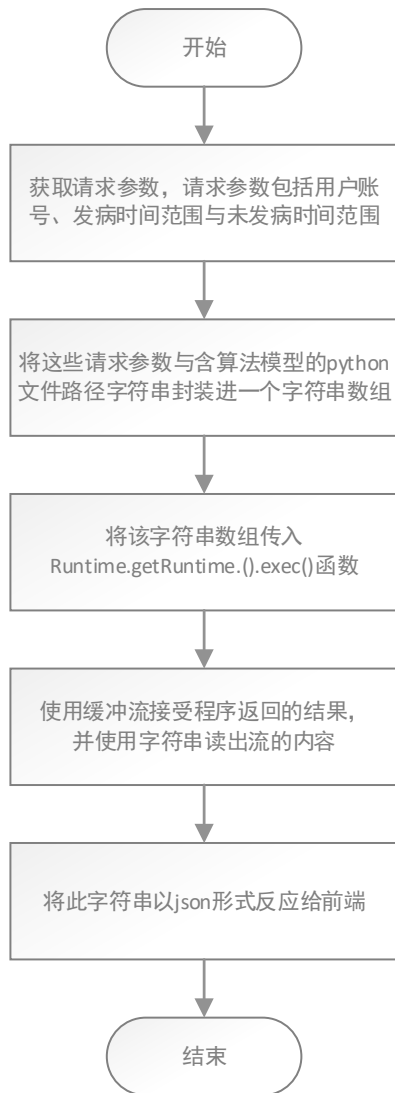 开始
获取请求参数，请求参数包括用户账
号、发病时间范围与未发病时间范围
将这些请求参数与含算法模型的python
文件路径字符串封装进一个字符串数组
将该字符串数组传入
Runtime.getRuntime.().exec()函数
使用缓冲流接受程序返回的结果，
并使用字符串读出流的内容
将此字符串以json形式反应给前端
结束